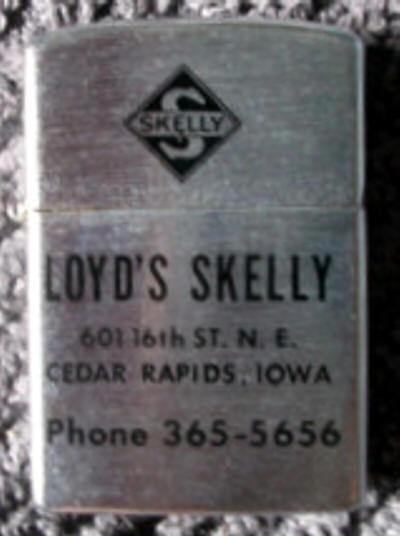 S
SKELLY
LOYD'S SKELLY
601 16th ST. N. E.
CEDAR RAPIDS, IOWA
Phone 365-5656